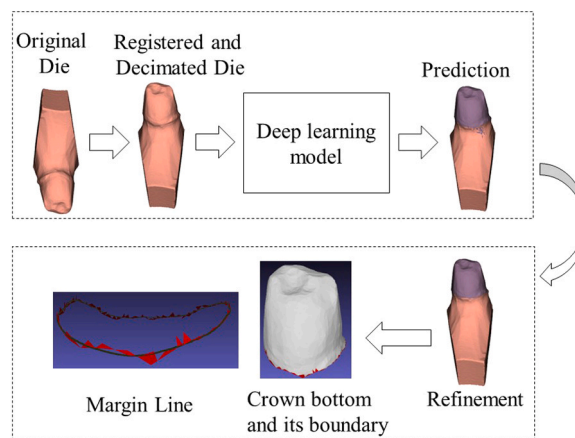 Original
Die
Registered and
Decimated Die
Deep learning
model
Prediction
Margin Line
Crown bottom
and its boundary
Refinement